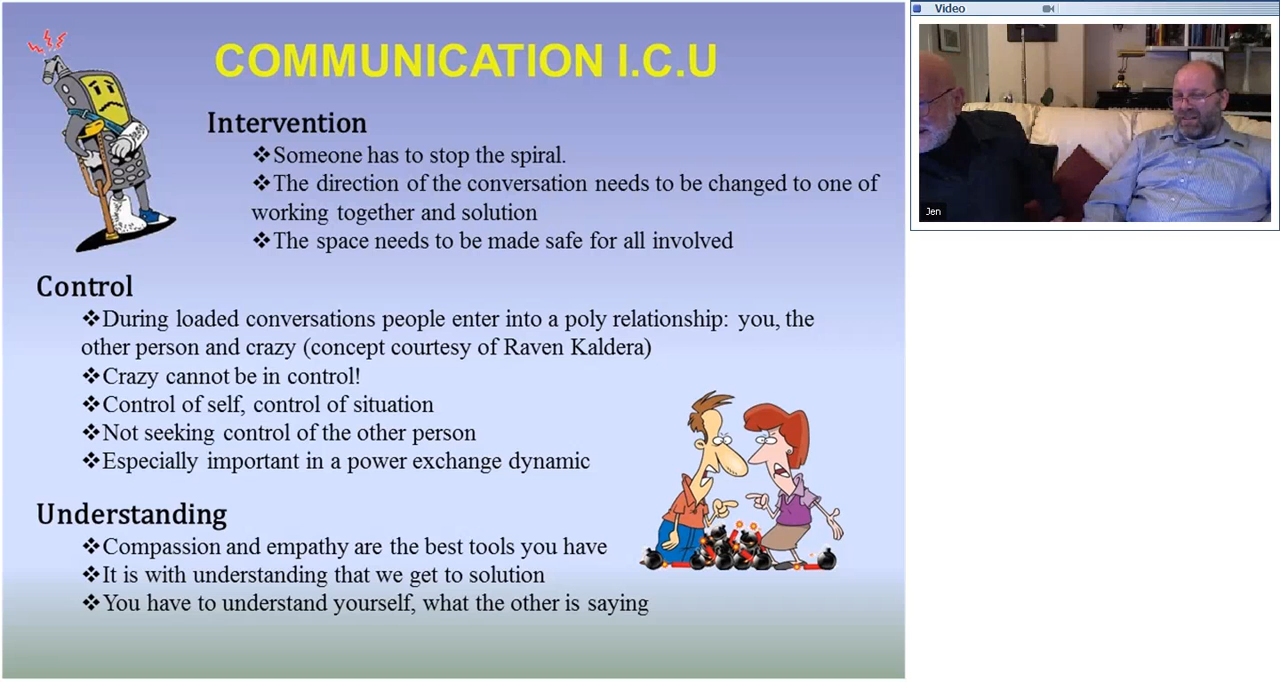 COMMUNICATION I.C.U
Intervention
❖Someone has to stop the spiral.
❖The direction of the conversation needs to be changed to one of
working together and solution
❖The space needs to be made safe for all involved
Control
❖During loaded conversations people enter into a poly relationship: you, the
other person and crazy (concept courtesy of Raven Kaldera)
❖Crazy cannot be in control!
❖Control of self, control of situation
❖Not seeking control of the other person
❖Especially important in a power exchange dynamic
Understanding
❖Compassion and empathy are the best tools you have
❖It is with understanding that we get to solution
❖You have to understand yourself, what the other is saying
Video
Jen